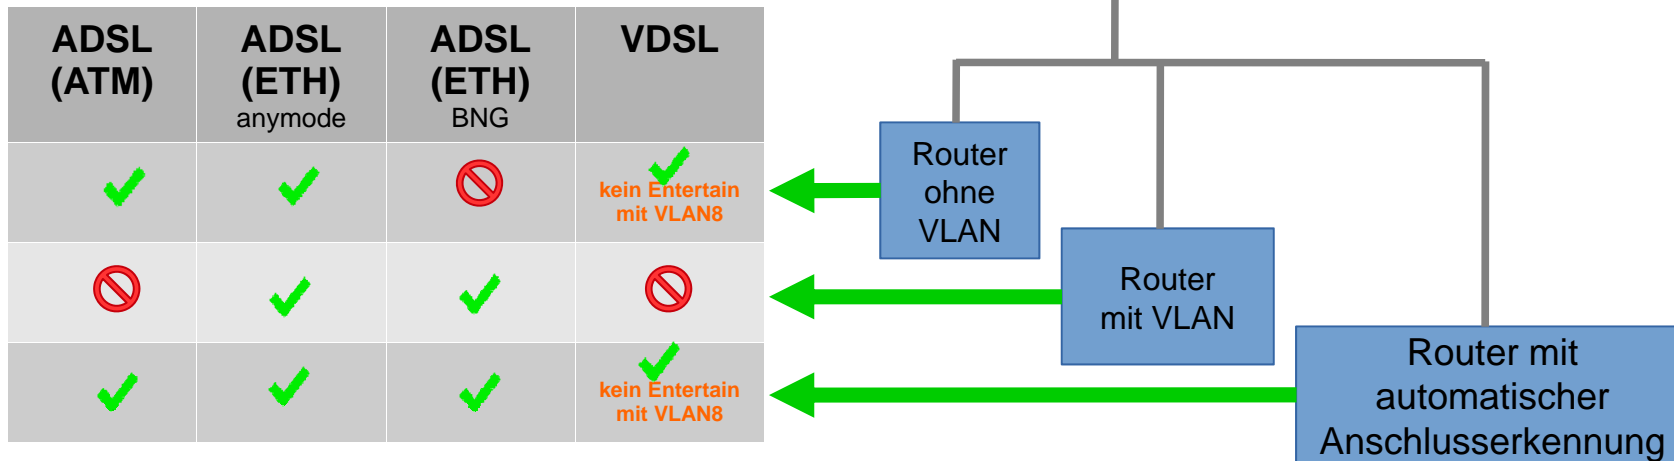 ADSL
(ATM)
ADSL
(ETH)
anymode
ADSL
(ETH)
BNG
VDSL
kein Entertain
mit VLAN8
Router
ohne
VLAN
Router
mit VLAN
kein Entertain
mit VLAN8
Router mit
automatischer
Anschlusserkennung